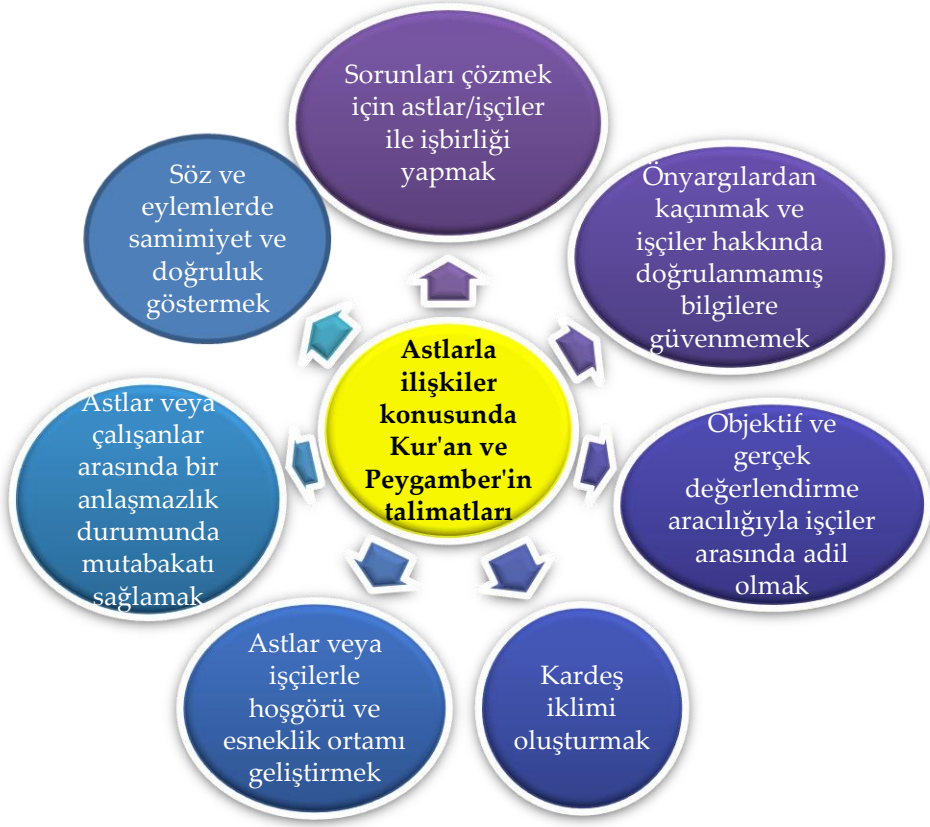 Sorunları çözmek
için astlar/işçiler
ile işbirliği
yapmak
Önyargılardan
kaçınmak ve
işçiler hakkında
doğrulanmamış
bilgilere
güvenmemek
Objektif ve
gerçek
değerlendirme
aracılığıyla işçiler
arasında adil
olmak
Kardeş
iklimi
oluşturmak
Astlar veya
işçilerle
hoşgörü ve
esneklik ortamı
geliştirmek
Astlar veya
çalışanlar
arasında bir
anlaşmazlık
durumunda
mutabakatı
sağlamak
Söz ve
eylemlerde
samimiyet ve
doğruluk
göstermek
Astlarla
ilişkiler
konusunda
Kur'an ve
Peygamber'in
talimatları